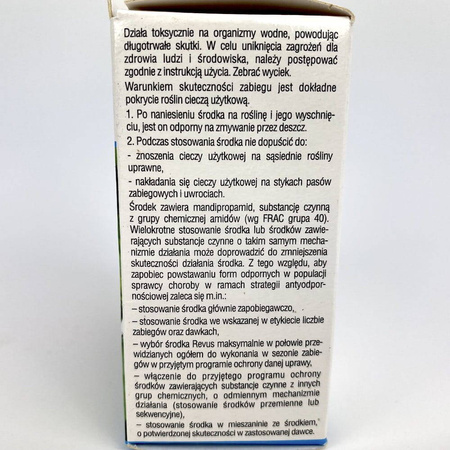 Działa toksycznie na organizmy wodne, powodując
długotrwałe skutki. W celu uniknięcia zagrożeń dla
zdrowia ludzi i środowiska, należy postępować
zgodnie z instrukcją użycia. Zebrać wyciek.
Warunkiem skuteczności zabiegu jest dokładne
pokrycie roślin cieczą użytkową.
1. Po naniesieniu środka na roślinę i jego wyschnię-
ciu, jest on odporny na zmywanie przez deszcz.
2. Podczas stosowania środka nie dopuścić do:
- znoszenia cieczy użytkowej na sąsiednie rośliny
uprawne,
- nakładania się cieczy użytkowej na stykach pasów
zabiegowych i uwrociach.
Środek zawiera mandipropamid, substancję czynną
z grupy chemicznej amidów (wg FRAC grupa 40).
Wielokrotne stosowanie środka lub środków zawie-
rających substancje czynne o takim samym mecha-
nizmie działania może doprowadzić do zmniejszenia
skuteczności działania środka. Z tego względu, aby
zapobiec powstawaniu form odpornych w populacji
sprawcy choroby w ramach strategii antyodpor-
nościowej zaleca się m.in.:
– stosowanie środka głównie zapobiegawczo,
– stosowanie środka we wskazanej w etykiecie liczbie
zabiegów oraz dawkach,
– wybór środka Revus maksymalnie w połowie prze-
widzianych ogółem do wykonania w sezonie zabie-
gów w przyjętym programie ochrony danej uprawy,
– włączenie do przyjętego programu ochrony
środków zawierających substancje czynne z innych
grup chemicznych, o odmiennym mechanizmie
działania (stosowanie środków przemienne lub
sekwencyjne),
– stosowanie środka w mieszaninie ze środkiem,
o potwierdzonej skuteczności w zastosowanej dawce.